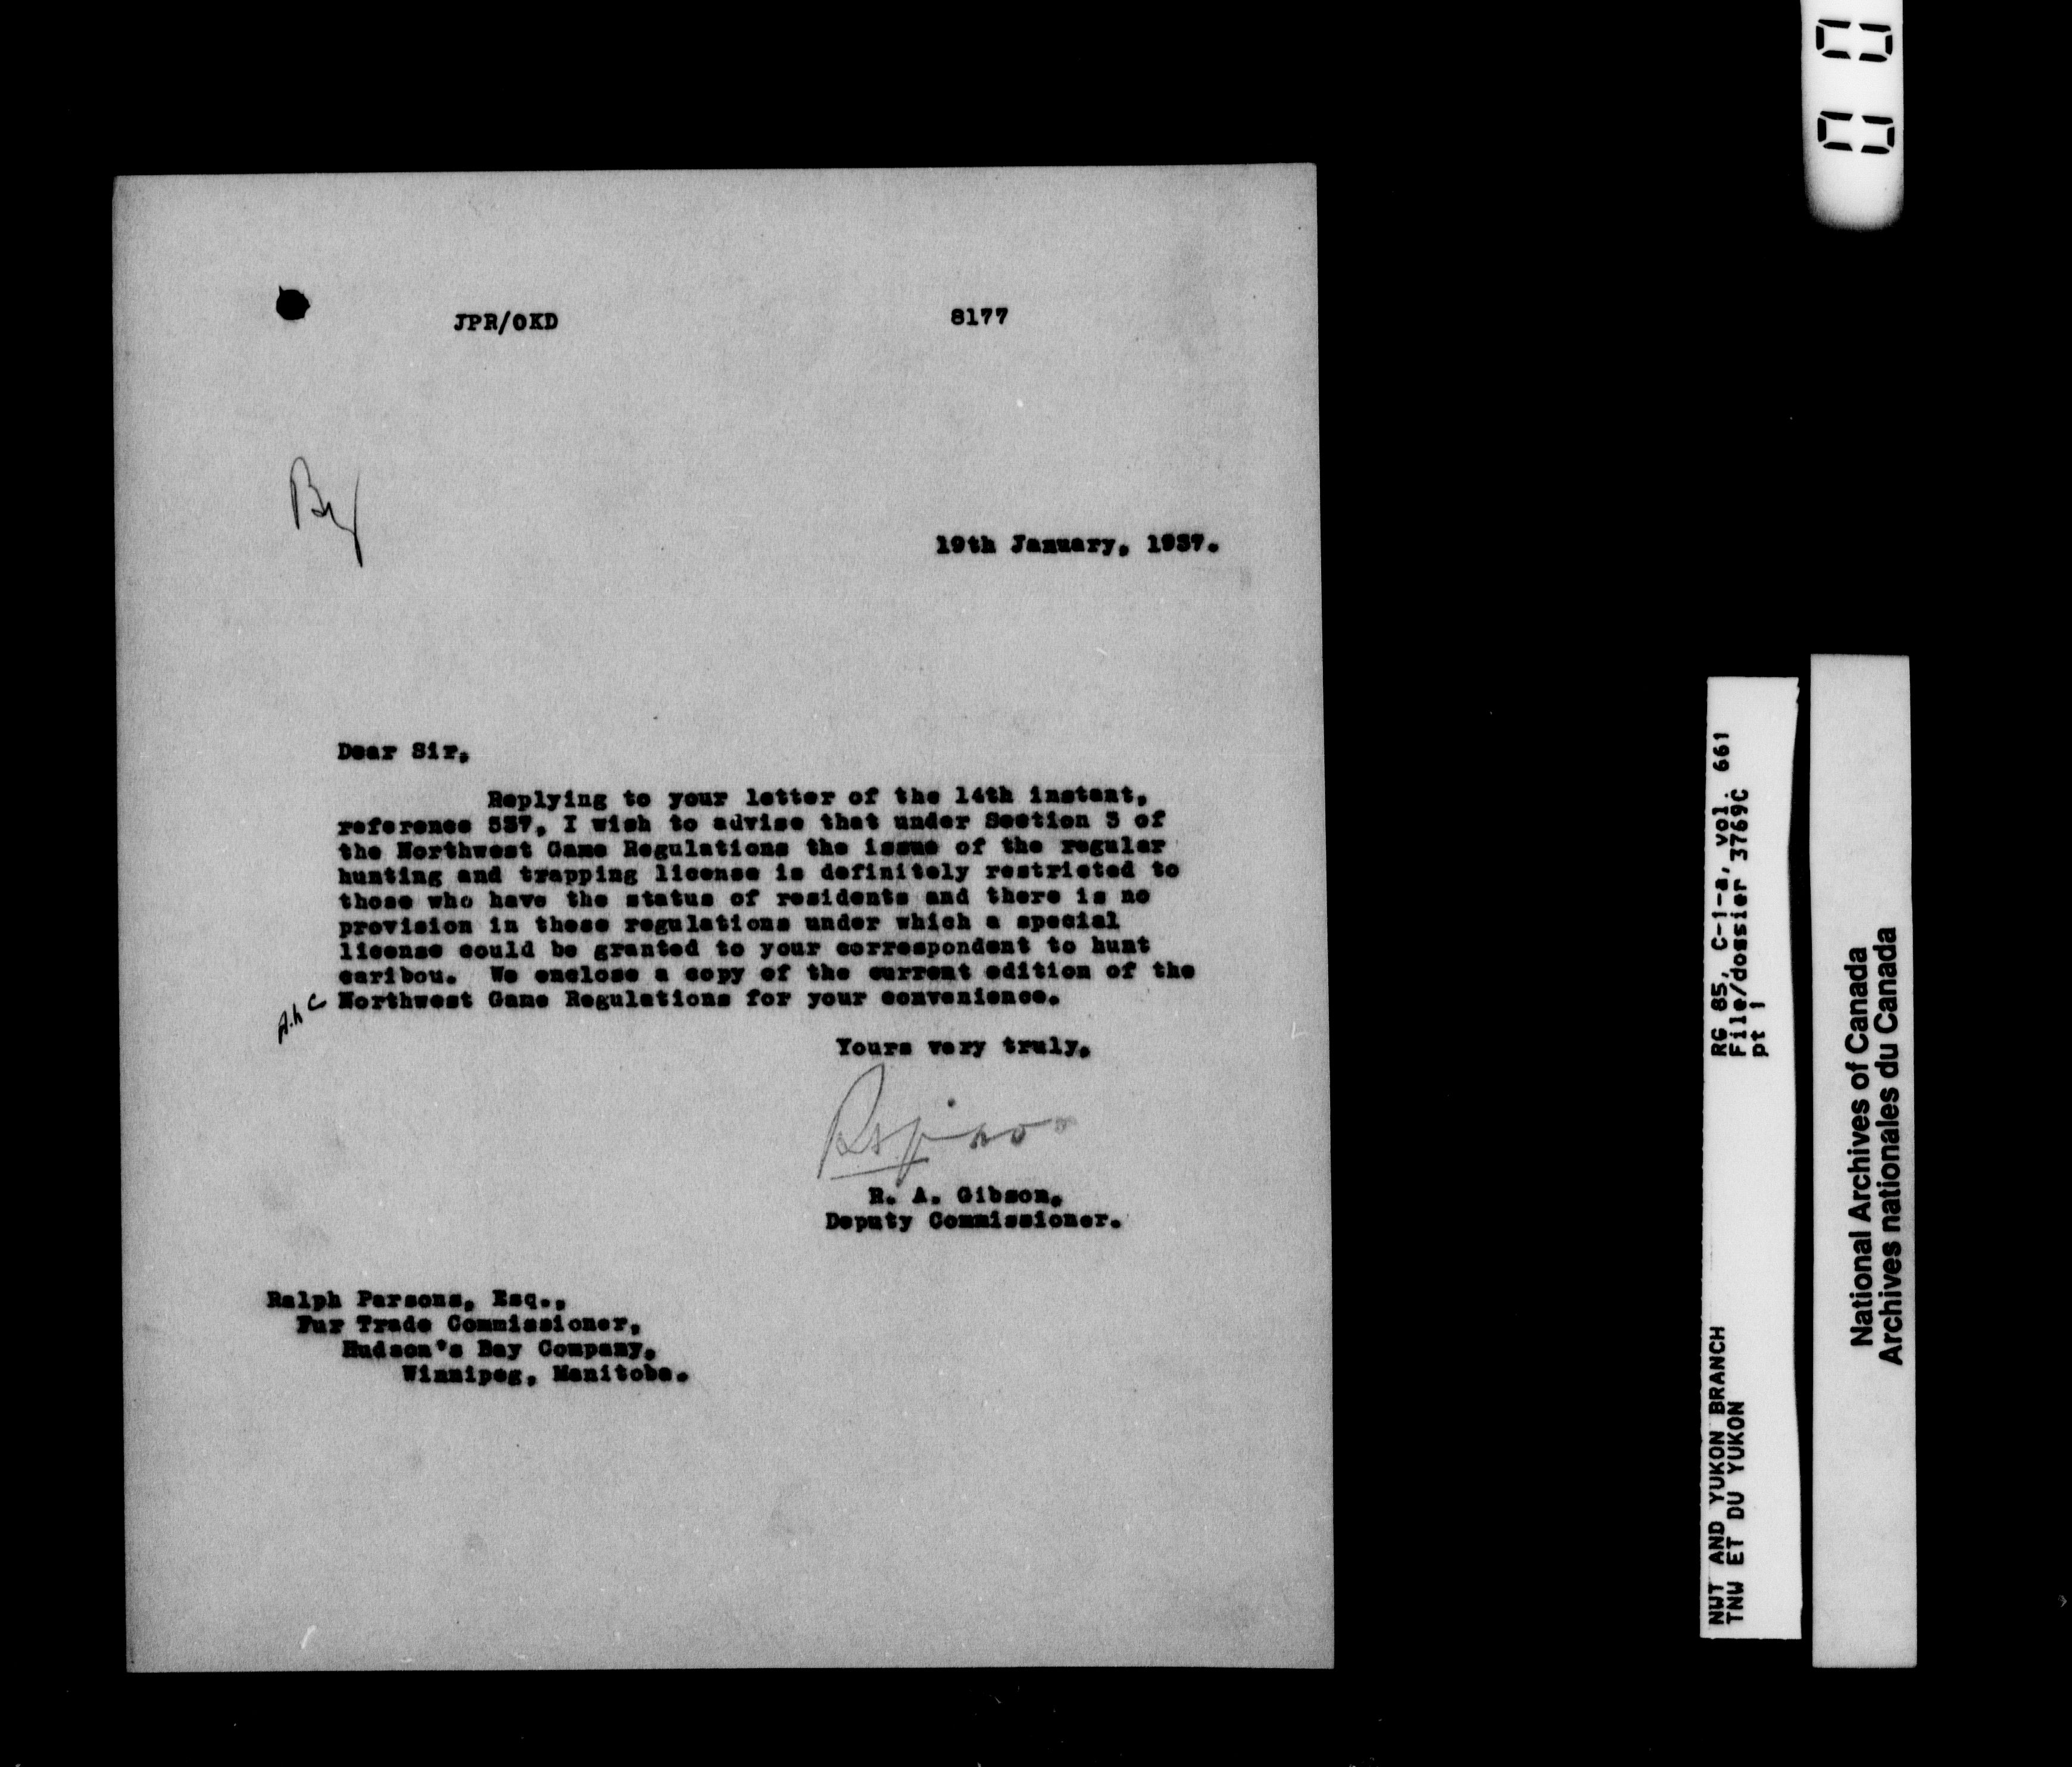 JPR/OKD 8177
19th January, 1937.
Dear Sir,
Replying to your letter of the 14th instant,
reference 537, I wish to advise that under Section 3 of
the Northwest Game Regulations the issue of the regular
hunting and trapping license is definitely restricted to
those who have the status of residents and there is no
provision in these regulations under which a special
license could be granted to your correspondent to hunt
caribou. We enclose a copy of the current edition of the
Northwest Game Regulations for your convenience.
Yours very truly,
R. A. Gibson,
Deputy Commissioner.
Ralph Parsons, Esq.,
Fur Trade Commissioner,
Hudson's Bay Company,
Winnipeg, Manitoba.
NWT AND YUKON BRANCH RG 85, C-1-a, vol. 661
TNW ET DU YUKON File/dossier 3769C
pt 1
National Archives of Canada
Archives nationales du Canada